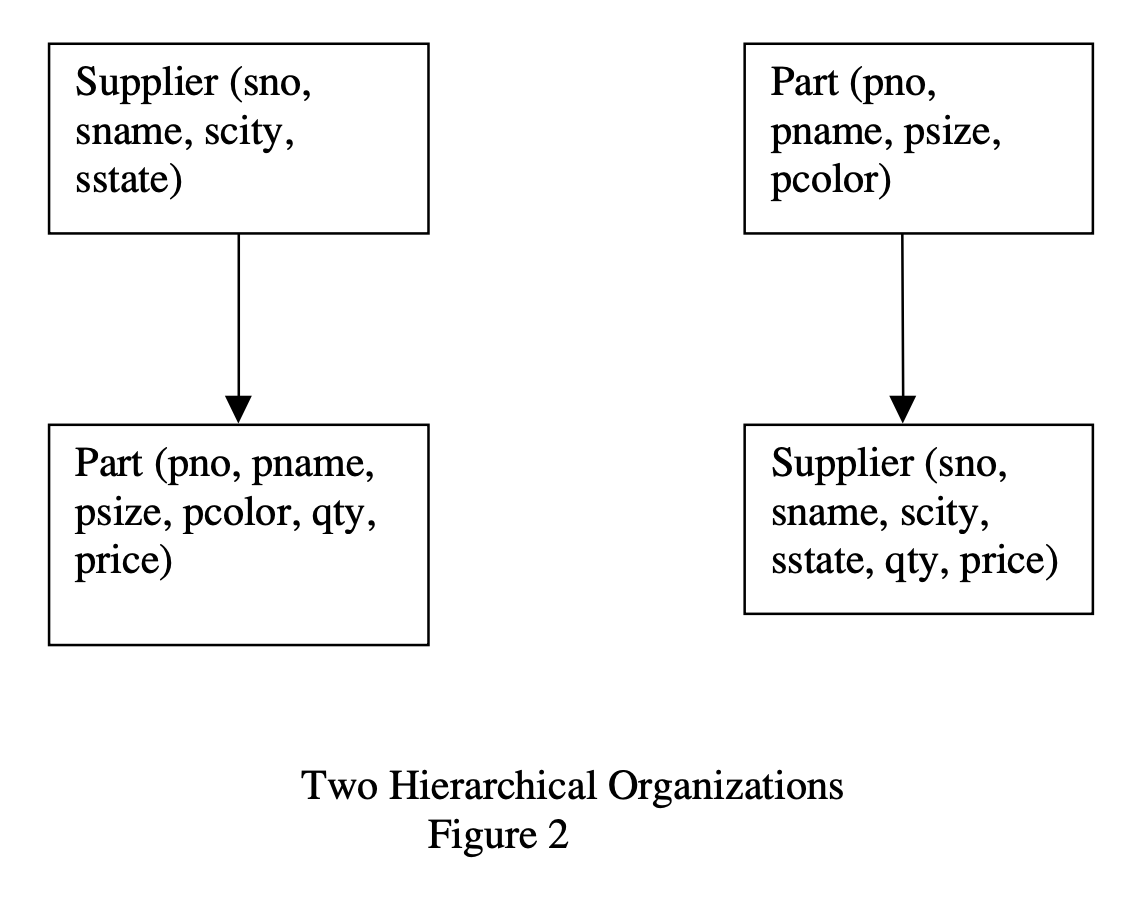 Supplier (sno,
sname, scity,
sstate)
Part (pno, pname,
psize, pcolor, qty,
price)
Part (pno,
pname, psize,
pcolor)
Supplier (sno,
sname, scity,
sstate, qty, price)
Two Hierarchical Organizations
Figure 2